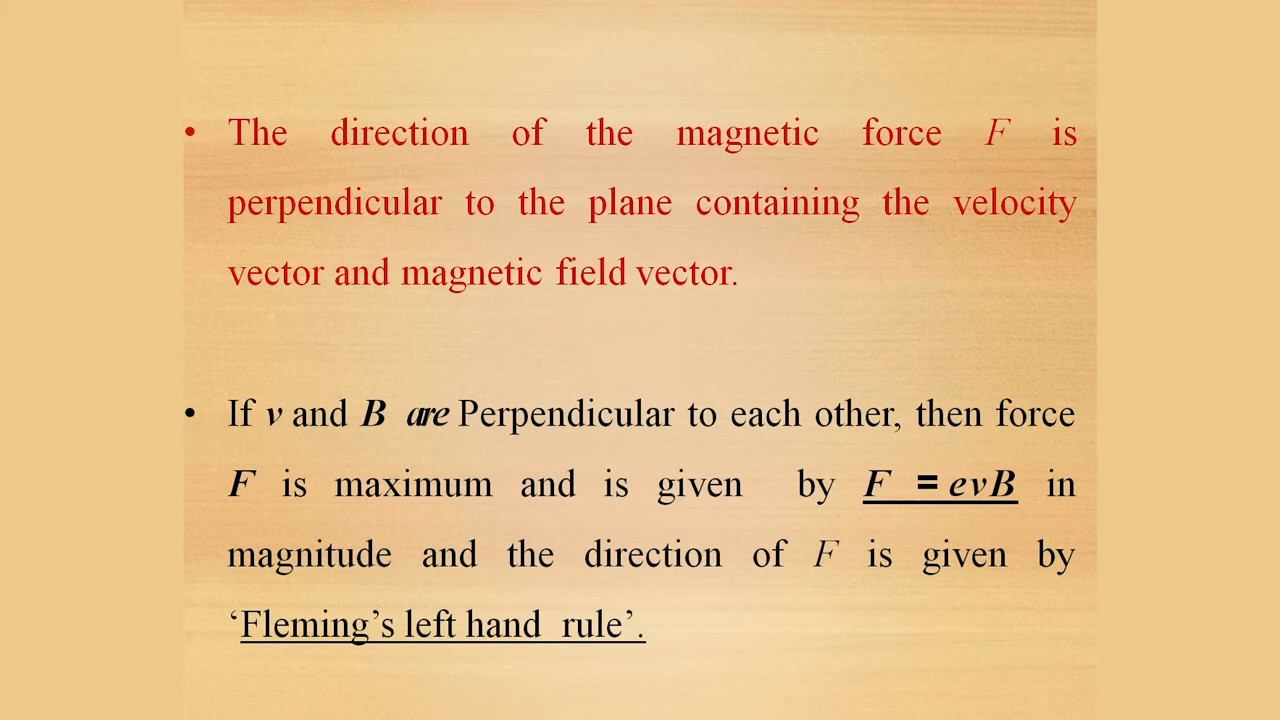 • The direction of the magnetic force F is
perpendicular to the plane containing the velocity
vector and magnetic field vector.
• If v and B are Perpendicular to each other, then force
F is maximum and is given by F = evB in
magnitude and the direction of F is given by
‘Fleming’s left hand rule’.